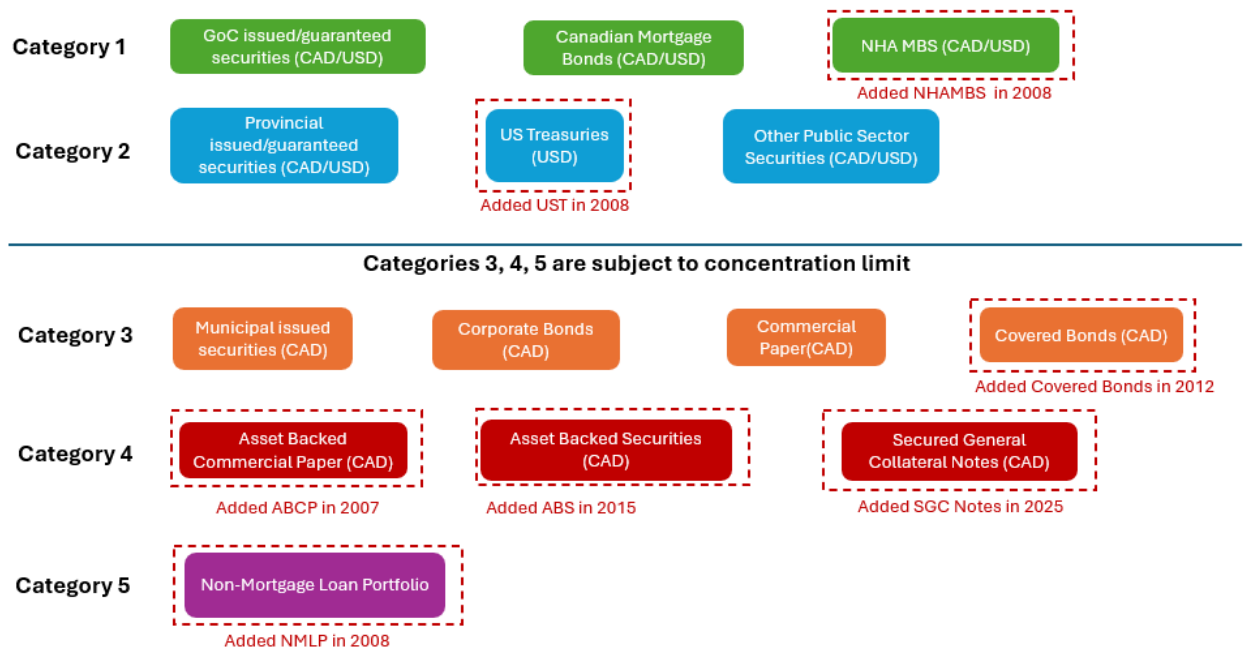 Category 1
GoC issued/guaranteed
securities (CAD/USD)
Canadian Mortgage
Bonds (CAD/USD)
NHA MBS (CAD/USD)
Added NHAMBS  in 2008
Category 2
Provincial
issued/guaranteed
securities (CAD/USD)
US Treasuries
(USD)
Added UST in 2008
Other Public Sector
Securities (CAD/USD)
Categories 3, 4, 5 are subject to concentration limit
Category 3
Municipal issued
securities (CAD)
Corporate Bonds
(CAD)
Commercial
Paper(CAD)
Covered Bonds (CAD)
Added Covered Bonds in 2012
Category 4
Asset Backed
Commercial Paper (CAD)
Added ABCP in 2007
Asset Backed Securities
(CAD)
Added ABS in 2015
Secured General
Collateral Notes (CAD)
Added SGC Notes in 2025
Category 5
Non-Mortgage Loan Portfolio
Added NMLP in 2008